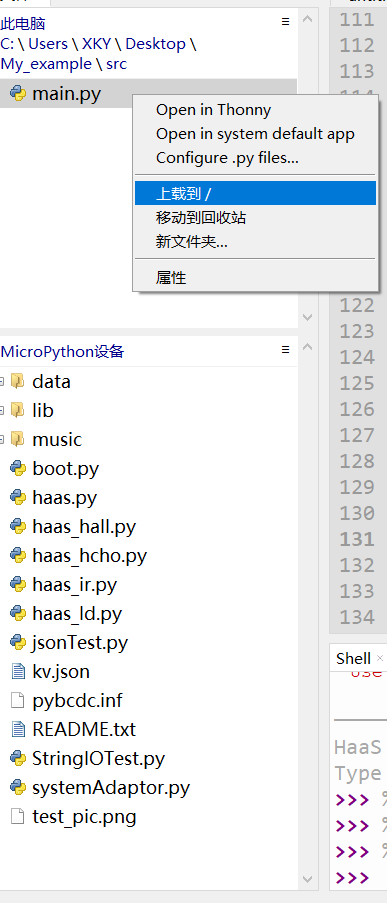 此电脑
C: \ Users \ XKY \ Desktop \
My_example \ src
main.py
Open in Thonny
Open in system default app
Configure .py files...
上载到 /
移动到回收站
新文件夹...
属性
MicroPython设备
data
lib
music
boot.py
haas.py
haas_hall.py
haas_hcho.py
haas_ir.py
haas_ld.py
jsonTest.py
kv.json
pybcdc.inf
README.txt
StringIOTest.py
systemAdaptor.py
test_pic.png
111
112
113
122
123
124
125
126
127
128
129
130
131
132
133
134
Shell ×
HaaS
Type
>>> %
>>> %
>>> %
>>>